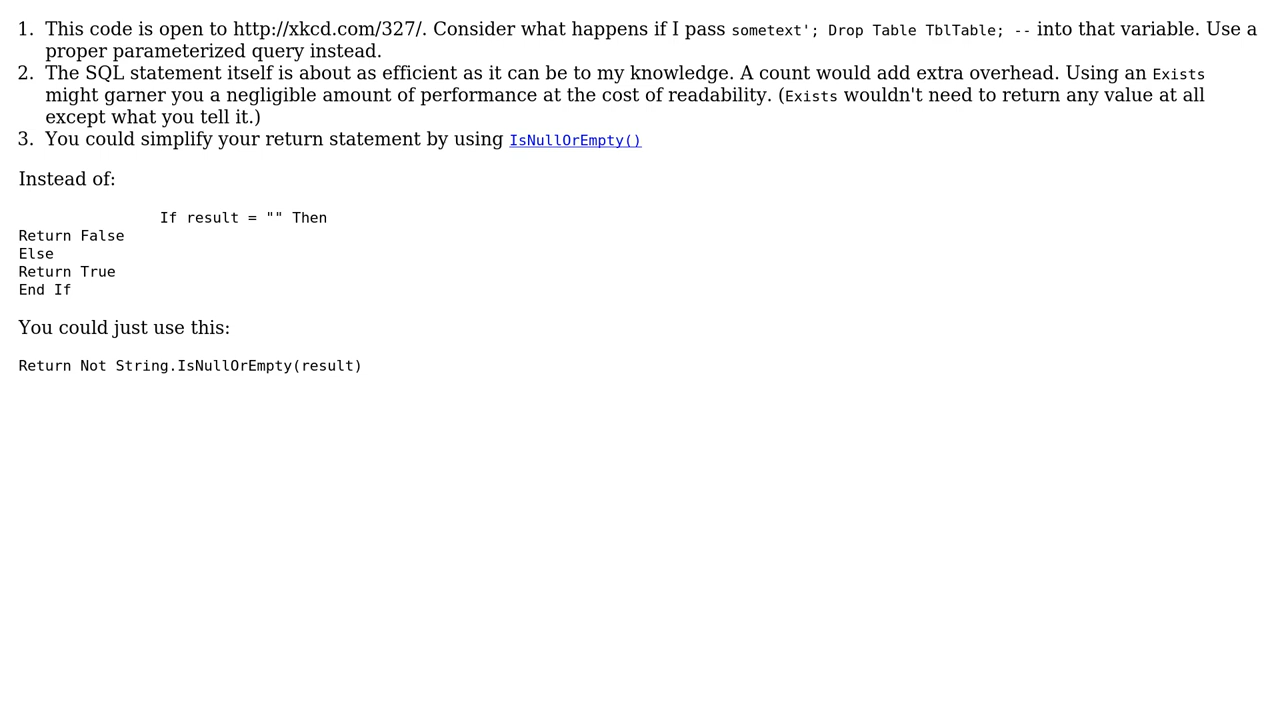 1. This code is open to http://xkcd.com/327/. Consider what happens if I pass sometext'; Drop Table TblTable; -- into that variable. Use a
proper parameterized query instead.
2. The SQL statement itself is about as efficient as it can be to my knowledge. A count would add extra overhead. Using an Exists
might garner you a negligible amount of performance at the cost of readability. (Exists wouldn't need to return any value at all
except what you tell it.)
3. You could simplify your return statement by using IsNullOrEmpty()
Instead of:
If result = "" Then
Return False
Else
Return True
End If
You could just use this:
Return Not String.IsNullOrEmpty(result)